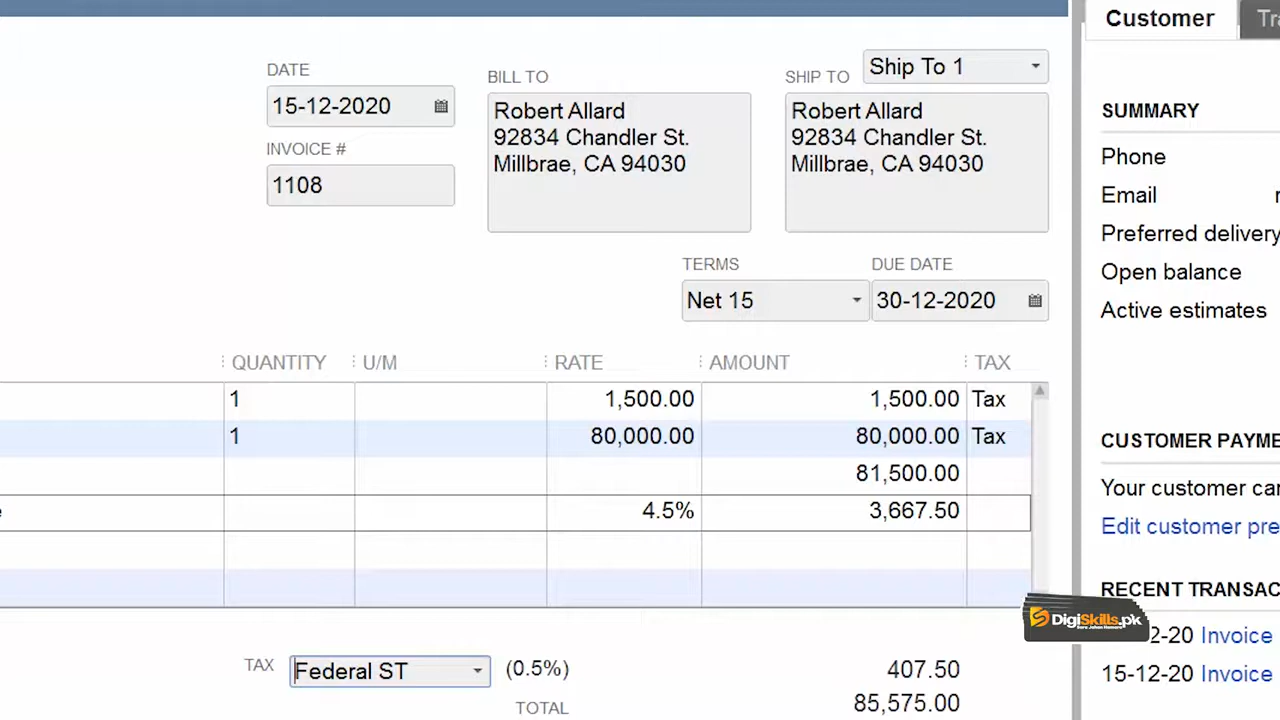 Customer
DATE
BILL TO
SHIP TO
Ship To 1
15-12-2020
Robert Allard
92834 Chandler St.
Millbrae, CA 94030
Robert Allard
92834 Chandler St.
Millbrae, CA 94030
INVOICE #
1108
TERMS
DUE DATE
Net 15
30-12-2020
SUMMARY
Phone
Email
Preferred delivery
Open balance
Active estimates
QUANTITY U/M RATE AMOUNT TAX
1 1,500.00 1,500.00 Tax
1 80,000.00 80,000.00 Tax
81,500.00
4.5% 3,667.50
CUSTOMER PAYME
Your customer can
Edit customer pre
RECENT TRANSAC
2-20 Invoice
15-12-20 Invoice
DigiSkills.pk
TAX Federal ST (0.5%) 407.50
TOTAL 85,575.00